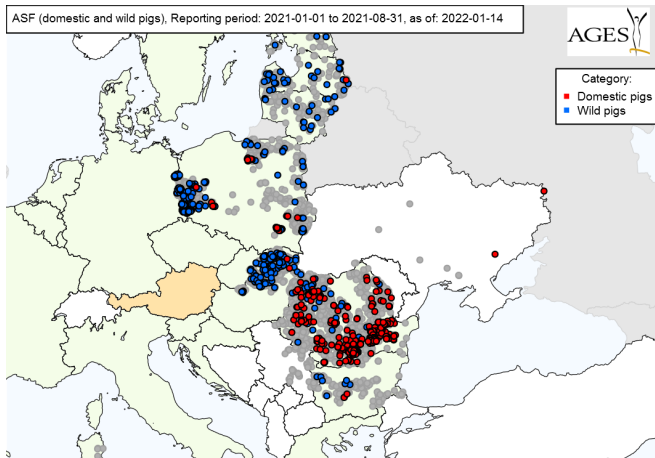 ASF (domestic and wild pigs), Reporting period: 2021-01-01 to 2021-08-31, as of: 2022-01-14
AGES
Category:
Domestic pigs
Wild pigs